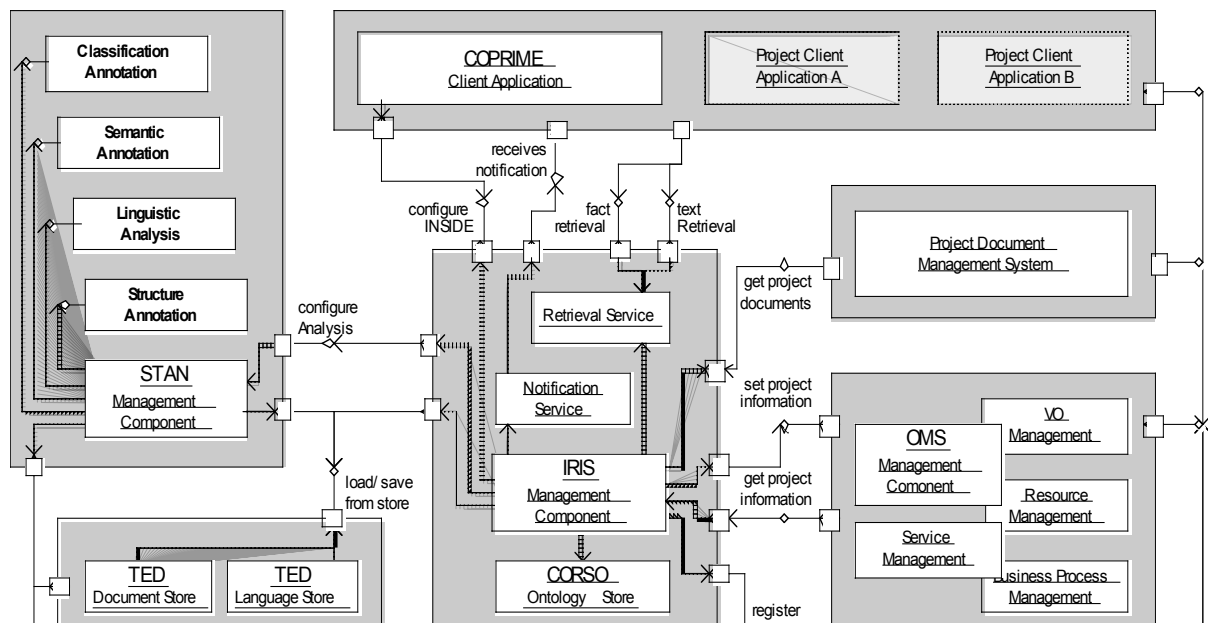 Classification
Annotation
Semantic
Annotation
Linguistic
Analysis
Structure
Annotation
STAN
Management
Component
COPRIME
Client Application
Project Client
Application A
Project Client
Application B
receives
notification
configure
INSIDE
fact
retrieval
text
Retrieval
Project Document
Management System
get project
documents
configure
Analysis
Retrieval Service
Notification
Service
set project
information
get project
information
IRIS
Management
Component
VO
Management
OMS
Management
Comonent
Resource
Management
Service
Management
Business Process
Management
load/ save
from store
TED
Document Store
TED
Language Store
CORSO
Ontology Store
register